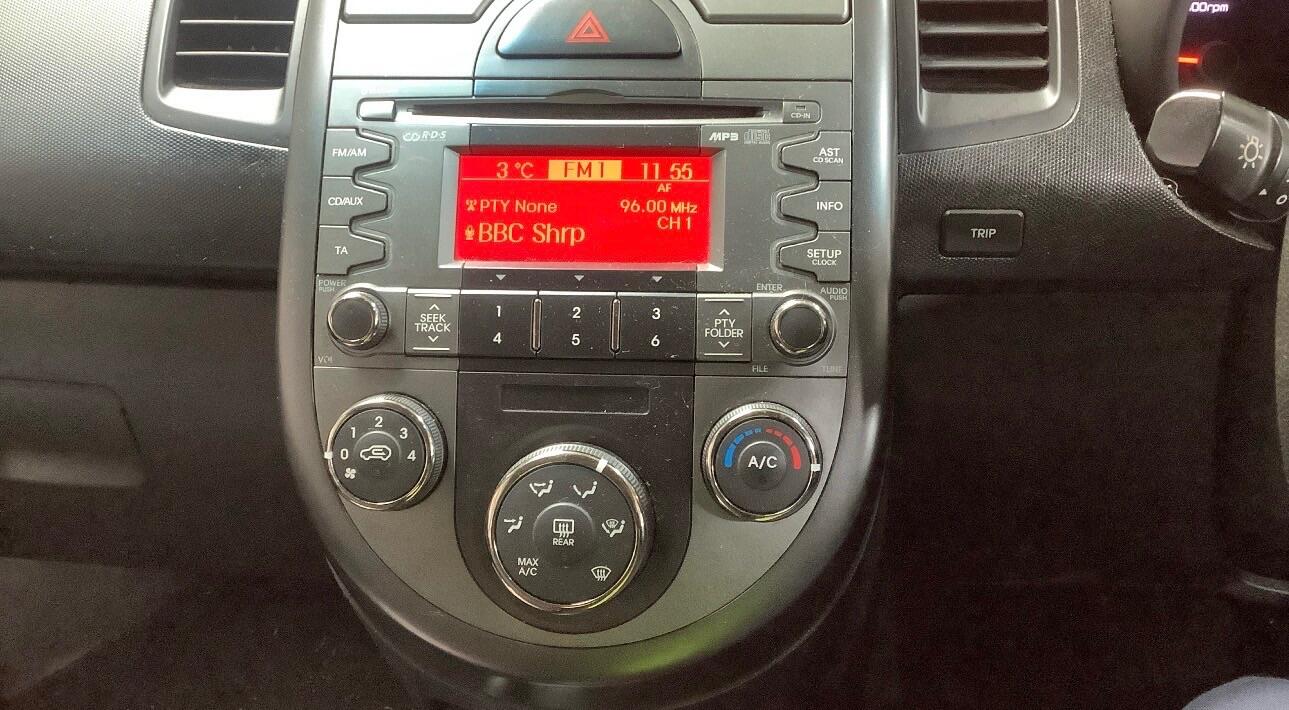 00rpm
CD-IN
CD R·D·S
MP3
FM/AM
AST
CD SCAN
3 °C FM1 11 55
AF
CD/AUX
PTY None 96.00 MHz
CH 1
INFO
BBC Shrp
TRIP
TA
SETUP
CLOCK
POWER
PUSH
ENTER
AUDIO
PUSH
SEEK
TRACK
1 2 3
4 5 6
PTY
FOLDER
VOL
FILE
TUNE
0 1 2 3 4
A/C
REAR
MAX
A/C
O